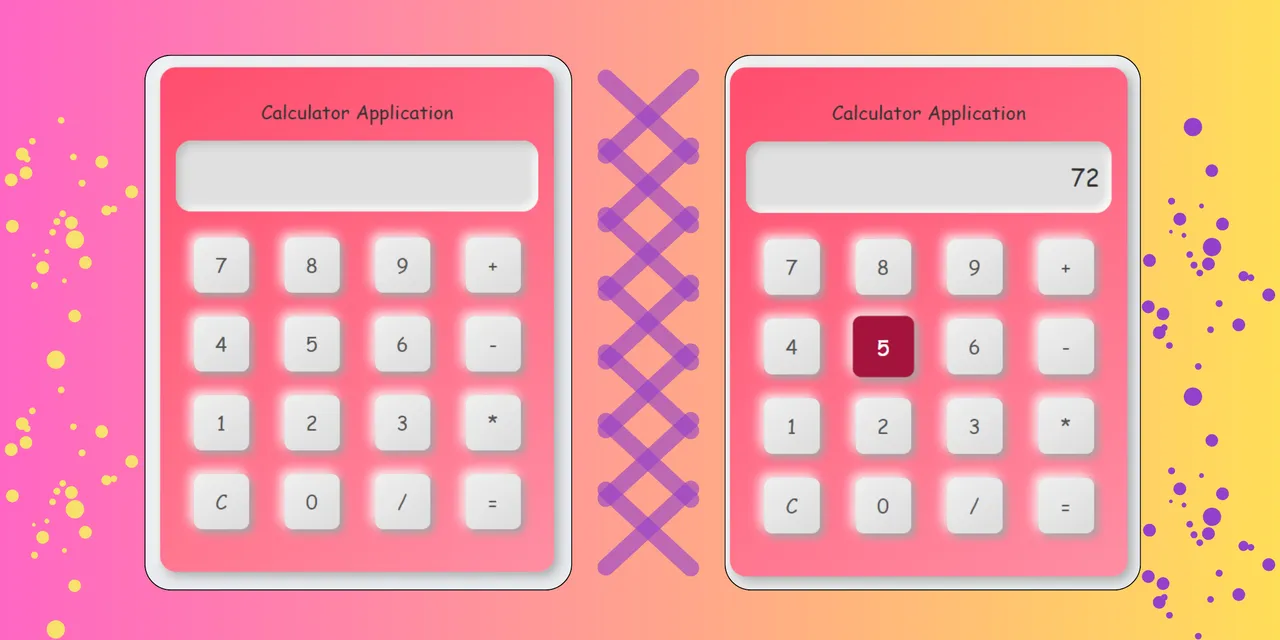 Calculator Application
7 8 9 +
4 5 6 -
1 2 3 *
C 0 / =
Calculator Application
72
7 8 9 +
4 5 6 -
1 2 3 *
C 0 / =